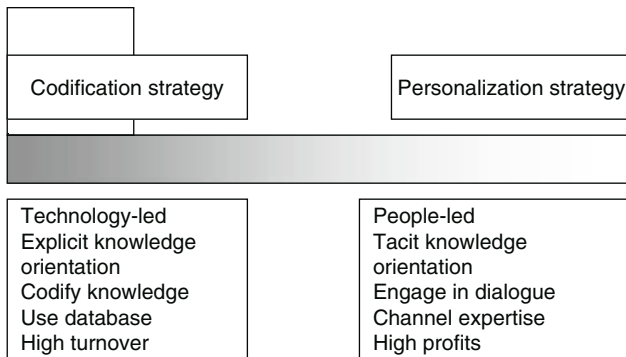 Codification strategy
Personalization strategy
Technology-led
Explicit knowledge
orientation
Codify knowledge
Use database
High turnover
People-led
Tacit knowledge
orientation
Engage in dialogue
Channel expertise
High profits